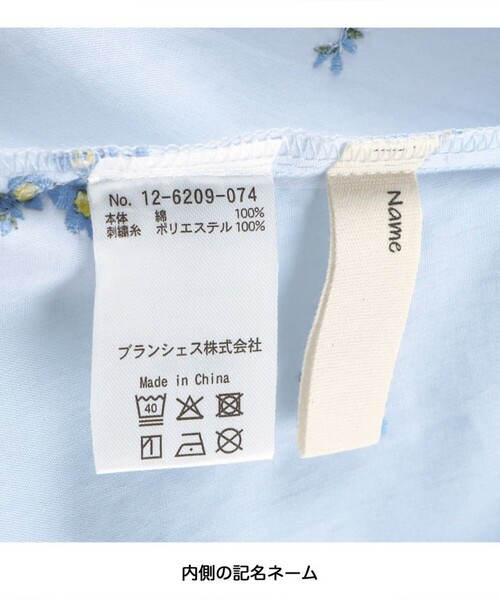 No. 12-6209-074
本体 綿 100%
刺繍糸 ポリエステル 100%
ブランシェス株式会社
Made in China
40
Name
内側の記名ネーム